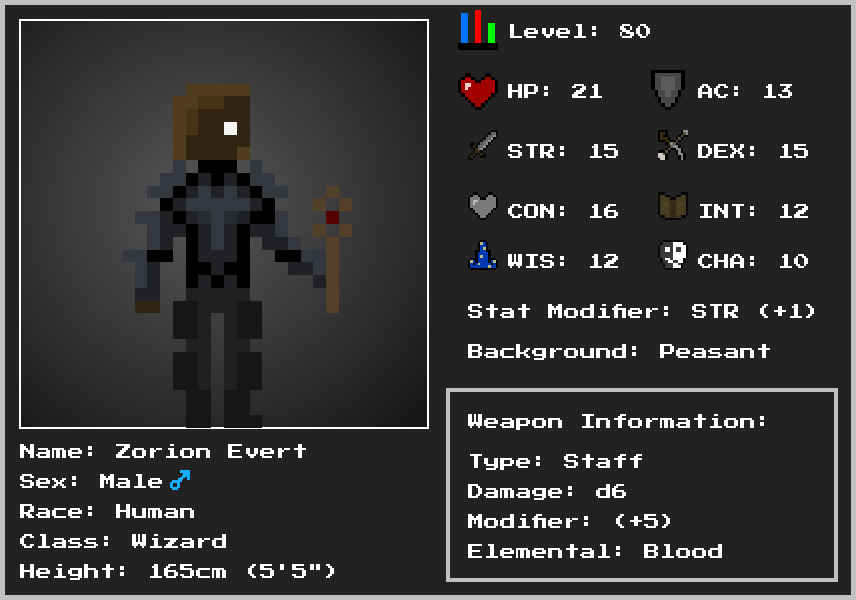 Level: 80
HP: 21 AC: 13
STR: 15 DEX: 15
CON: 16 INT: 12
WIS: 12 CHA: 10
Stat Modifier: STR (+1)
Background: Peasant
Weapon Information:
Type: Staff
Damage: d6
Modifier: (+5)
Elemental: Blood
Name: Zorion Evert
Sex: Male♂
Race: Human
Class: Wizard
Height: 165cm (5'5")